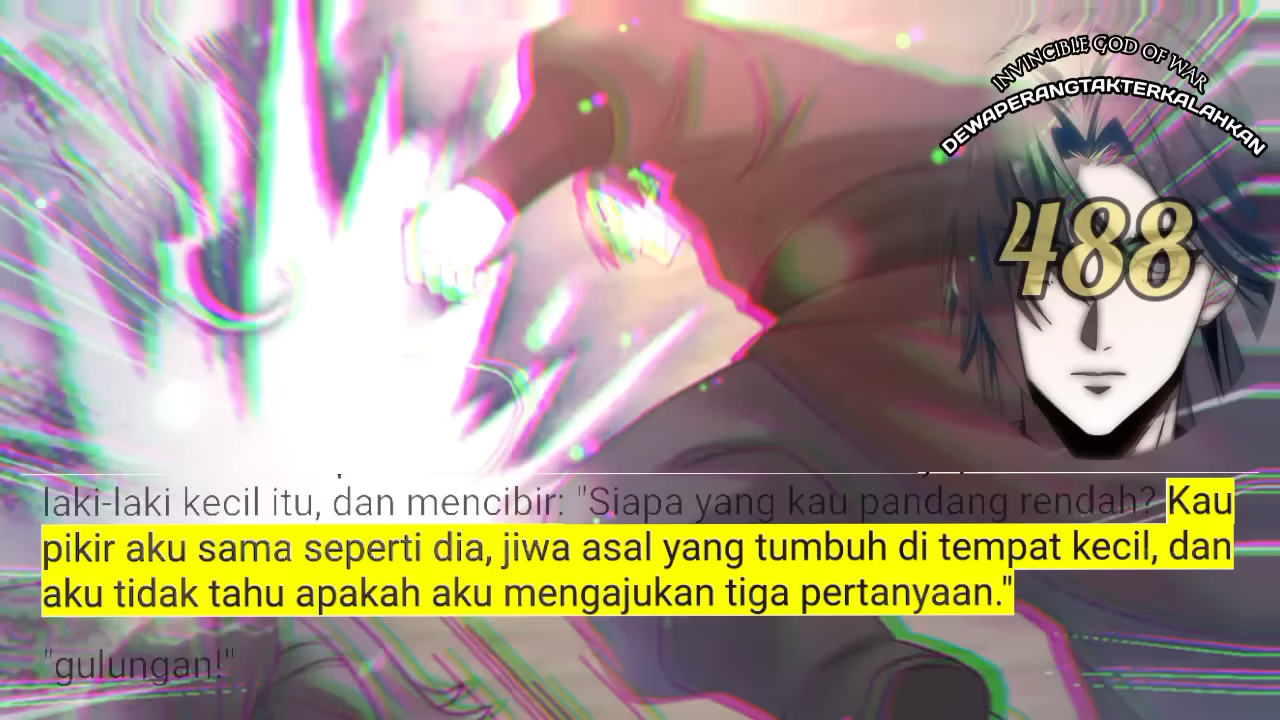 INVINCIBLE GOD OF WAR
DEWAPERANGTAKTERKALAHKAN
488
laki-laki kecil itu, dan mencibir: "Siapa yang kau pandang rendah? Kau
pikir aku sama seperti dia, jiwa asal yang tumbuh di tempat kecil, dan
aku tidak tahu apakah aku mengajukan tiga pertanyaan."
"gulungan!"